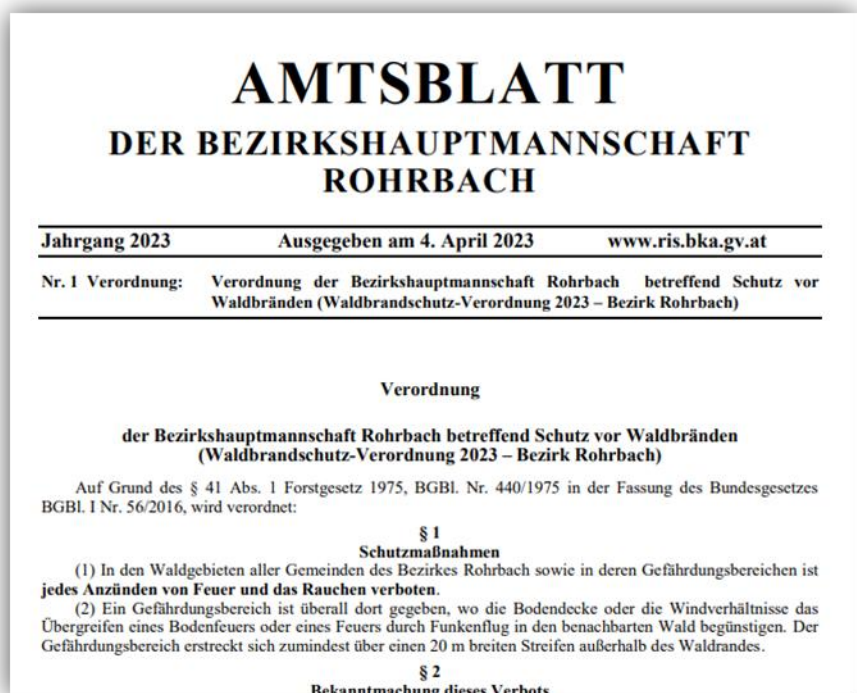 AMTSBLATT
DER BEZIRKSHAUPTMANNSCHAFT
ROHRBACH
Jahrgang 2023 Ausgegeben am 4. April 2023 www.ris.bka.gv.at
Nr. 1 Verordnung: Verordnung der Bezirkshauptmannschaft Rohrbach betreffend Schutz vor
Waldbränden (Waldbrandschutz-Verordnung 2023 – Bezirk Rohrbach)
Verordnung
der Bezirkshauptmannschaft Rohrbach betreffend Schutz vor Waldbränden
(Waldbrandschutz-Verordnung 2023 – Bezirk Rohrbach)
Auf Grund des § 41 Abs. 1 Forstgesetz 1975, BGBl. Nr. 440/1975 in der Fassung des Bundesgesetzes
BGBl. I Nr. 56/2016, wird verordnet:
§ 1
Schutzmaßnahmen
(1) In den Waldgebieten aller Gemeinden des Bezirkes Rohrbach sowie in deren Gefährdungsbereichen ist
jedes Anzünden von Feuer und das Rauchen verboten.
(2) Ein Gefährdungsbereich ist überall dort gegeben, wo die Bodendecke oder die Windverhältnisse das
Übergreifen eines Bodenfeuers oder eines Feuers durch Funkenflug in den benachbarten Wald begünstigen. Der
Gefährdungsbereich erstreckt sich zumindest über einen 20 m breiten Streifen außerhalb des Waldrandes.
§ 2
Bekanntmachung dieses Verbots